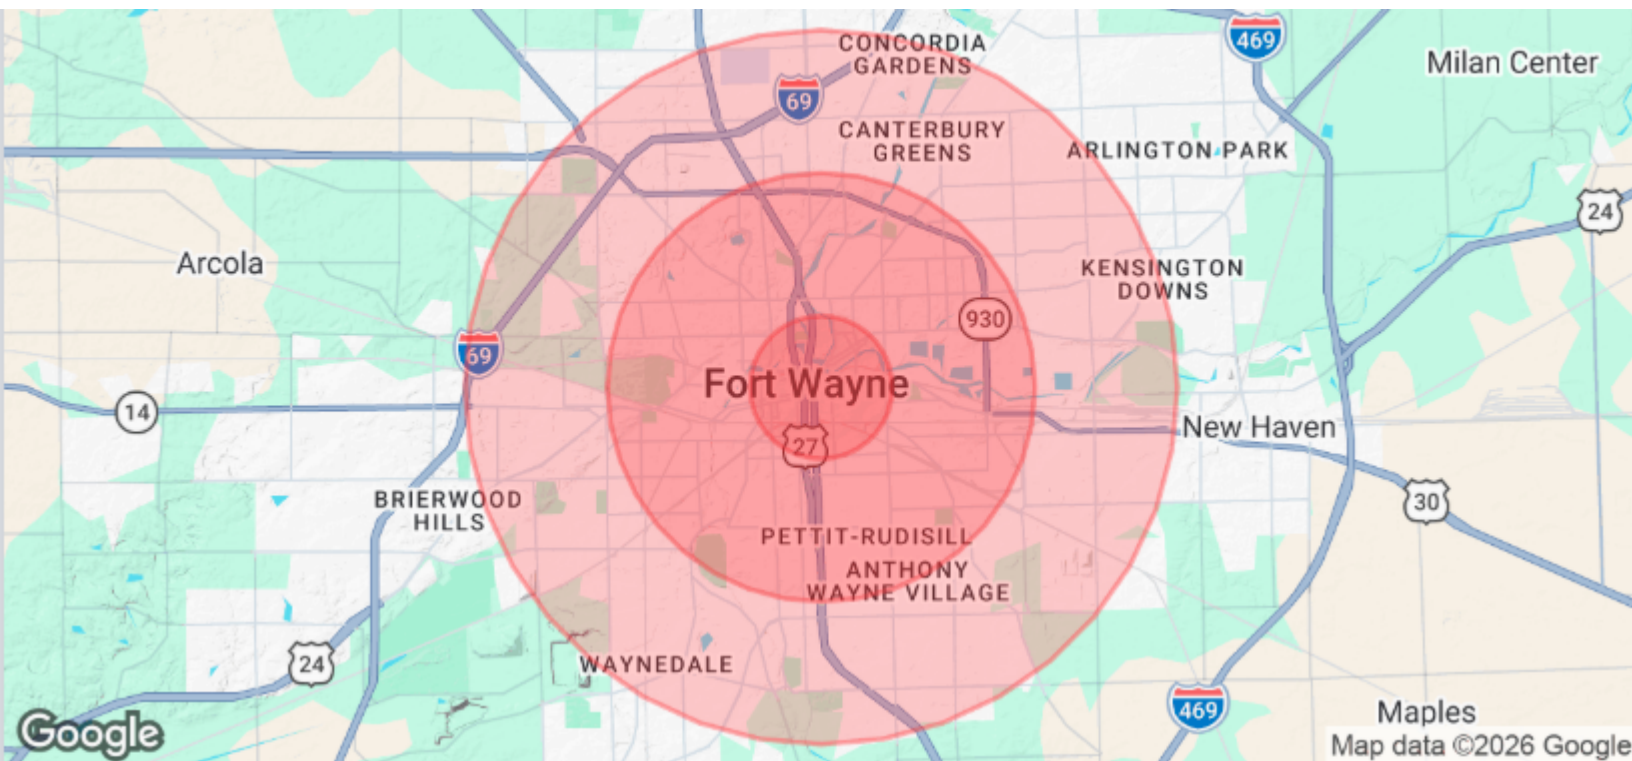 CONCORDIA
GARDENS
469
Milan Center
69
CANTERBURY
GREENS
ARLINGTON PARK
24
Arcola
KENSINGTON
DOWNS
930
69
Fort Wayne
14
New Haven
27
BRIERWOOD
HILLS
30
PETTIT-RUDISILL
ANTHONY
WAYNE VILLAGE
24
WAYNEDALE
469
Maples
Google
Map data ©2026 Google